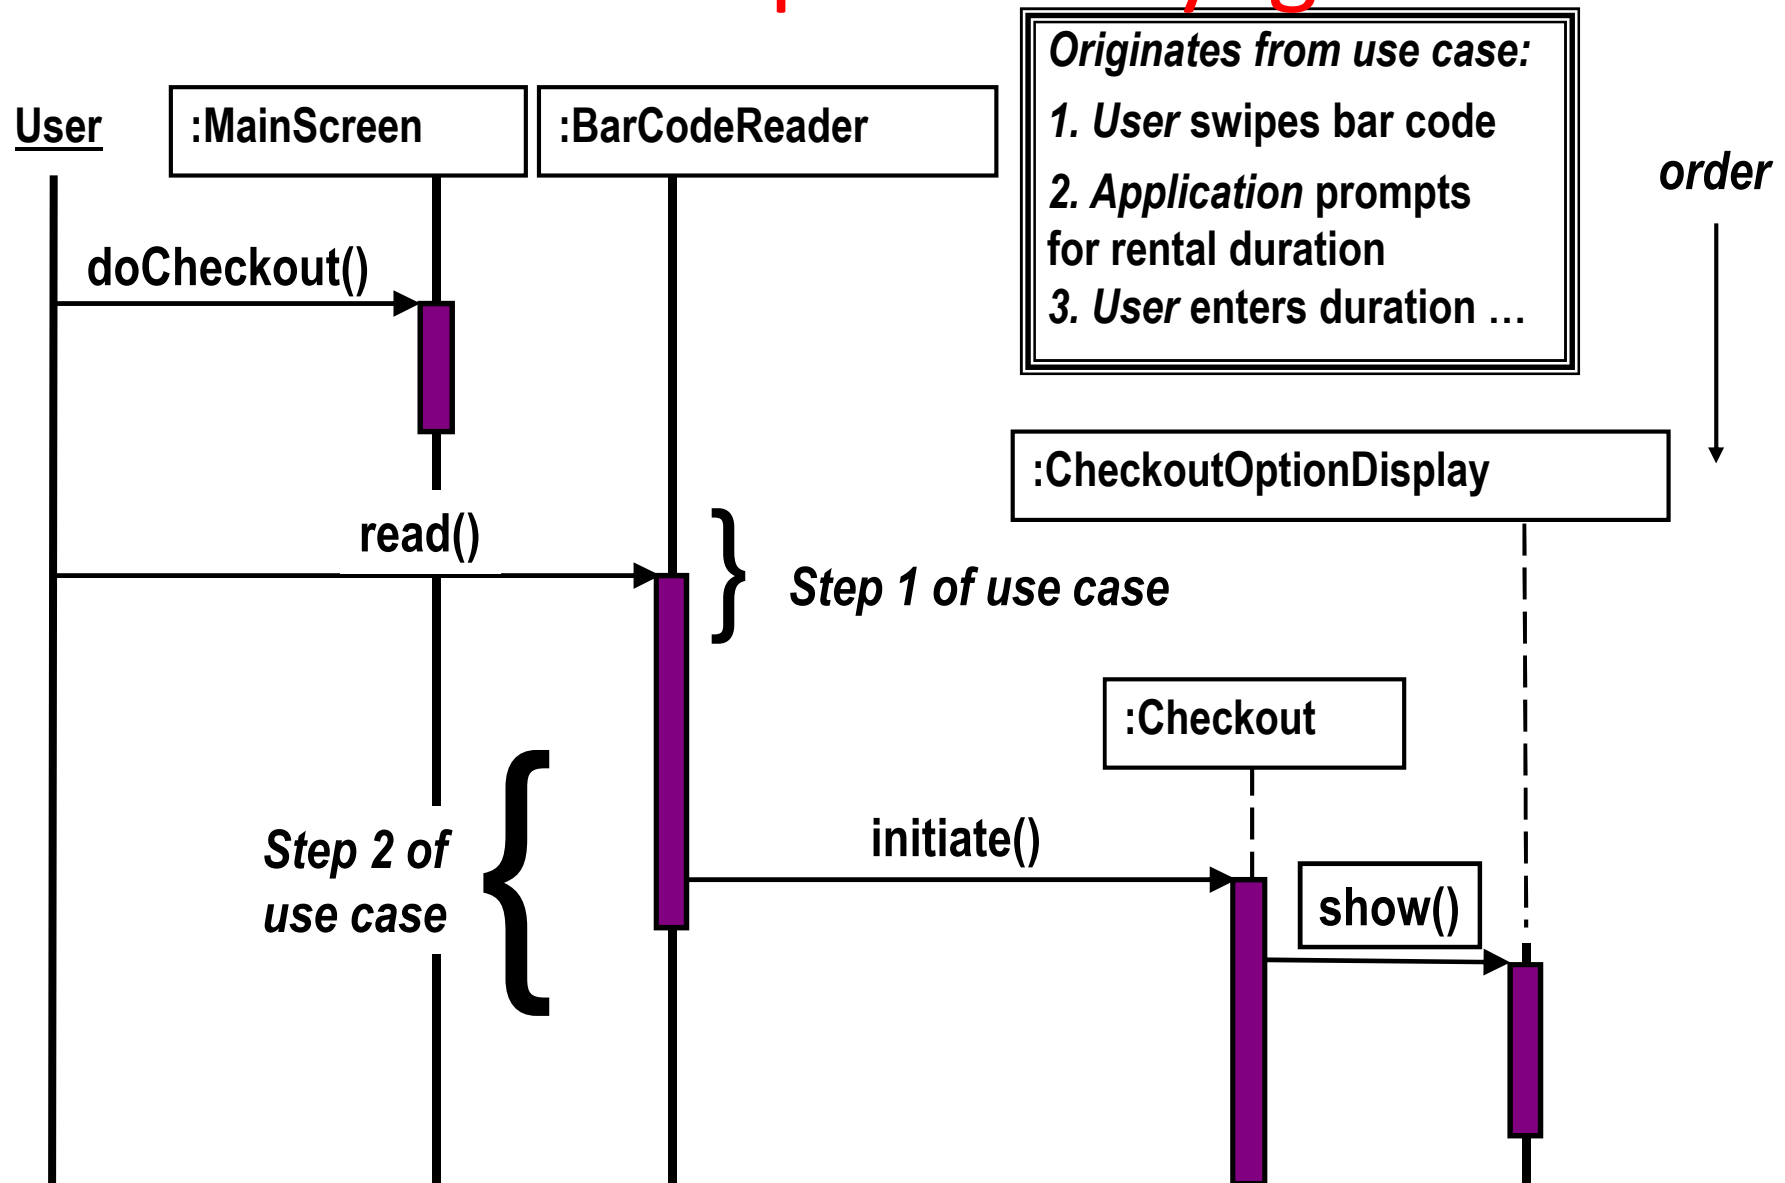 Originates from use case:
1. User swipes bar code
2. Application prompts
for rental duration
3. User enters duration …
User
:MainScreen
:BarCodeReader
order
doCheckout()
:CheckoutOptionDisplay
read()
Step 1 of use case
:Checkout
initiate()
Step 2 of
use case
show()